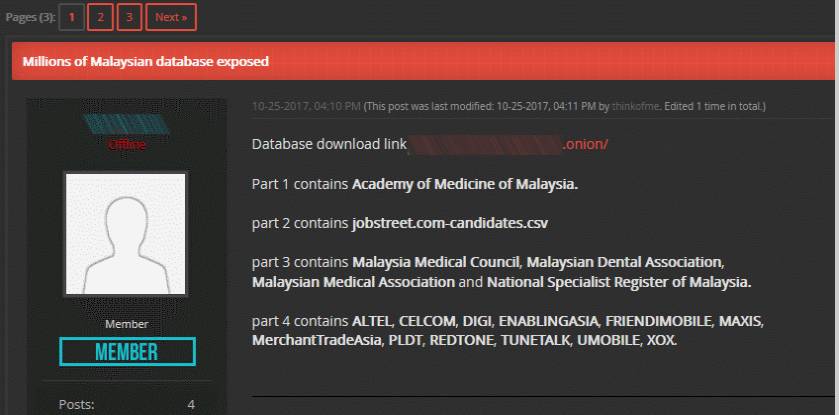 Pages (3): 1 2 3 Next »
Millions of Malaysian database exposed
10-25-2017, 04:10 PM (This post was last modified: 10-25-2017, 04:11 PM by thinkofme. Edited 1 time in total.)
Offline
Database download link .onion/
Part 1 contains Academy of Medicine of Malaysia.
part 2 contains jobstreet.com-candidates.csv
part 3 contains Malaysia Medical Council, Malaysian Dental Association,
Malaysian Medical Association and National Specialist Register of Malaysia.
part 4 contains ALTEL, CELCOM, DIGI, ENABLINGASIA, FRIENDIMOBILE, MAXIS,
MerchantTradeAsia, PLDT, REDTONE, TUNETALK, UMOBILE, XOX.
Member
MEMBER
Posts: 4